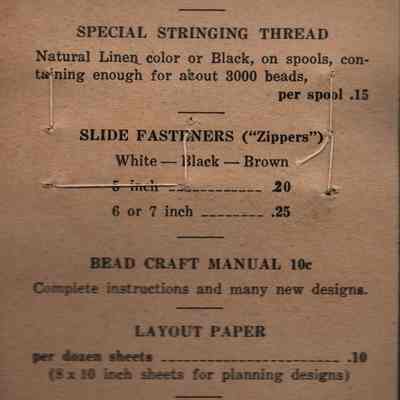 SPECIAL STRINGING THREAD
Natural Linen color or Black, on spools, con-
taining enough for about 3000 beads,
per spool .15
SLIDE FASTENERS ("Zippers")
White — Black — Brown
5 inch ------------ .20
6 or 7 inch -------- .25
BEAD CRAFT MANUAL 10c
Complete instructions and many new designs.
LAYOUT PAPER
per dozen sheets ----------------------- .10
(8 x 10 inch sheets for planning designs)